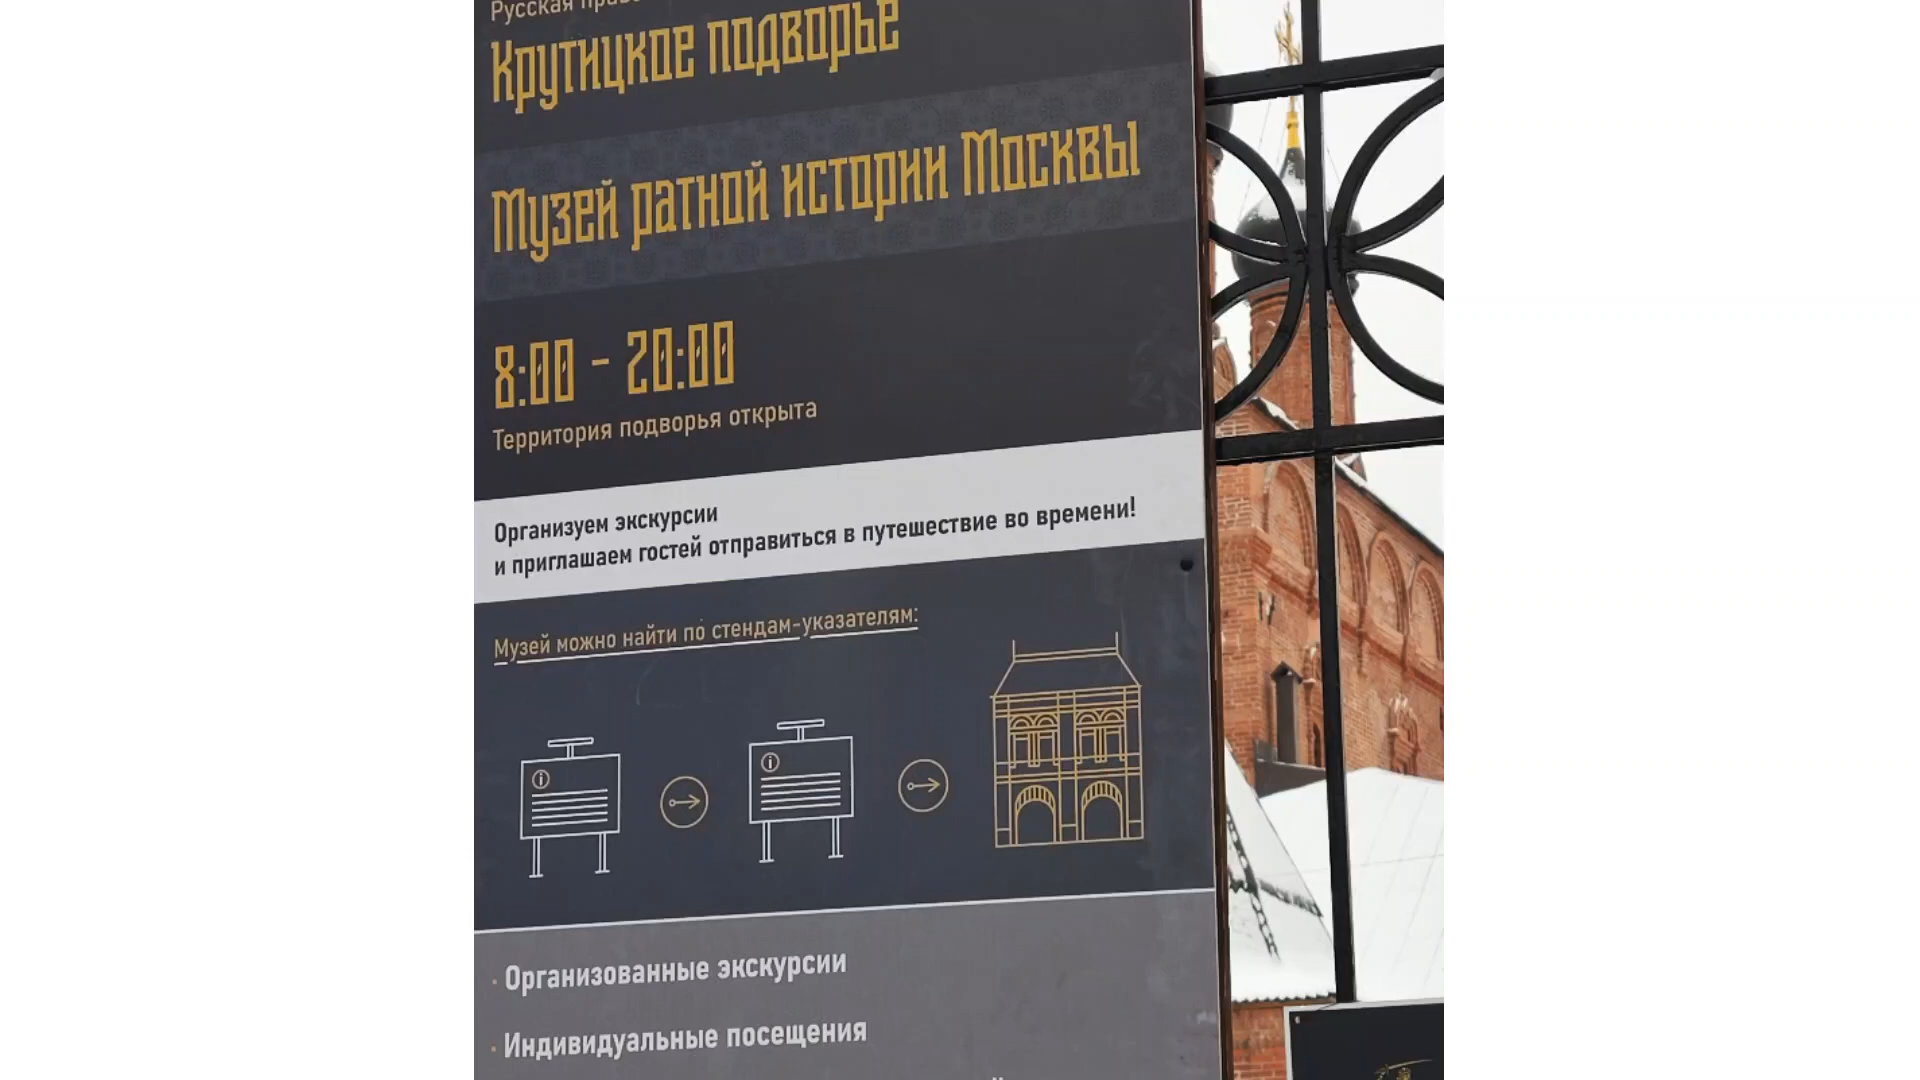 Русская
Крутицкое подворье
Музей ратной истории Москвы
8:00 - 20:00
Территория подворья открыта
Организуем экскурсии
и приглашаем гостей отправиться в путешествие во времени!
Музей можно найти по стендам-указателям:
· Организованные экскурсии
· Индивидуальные посещения